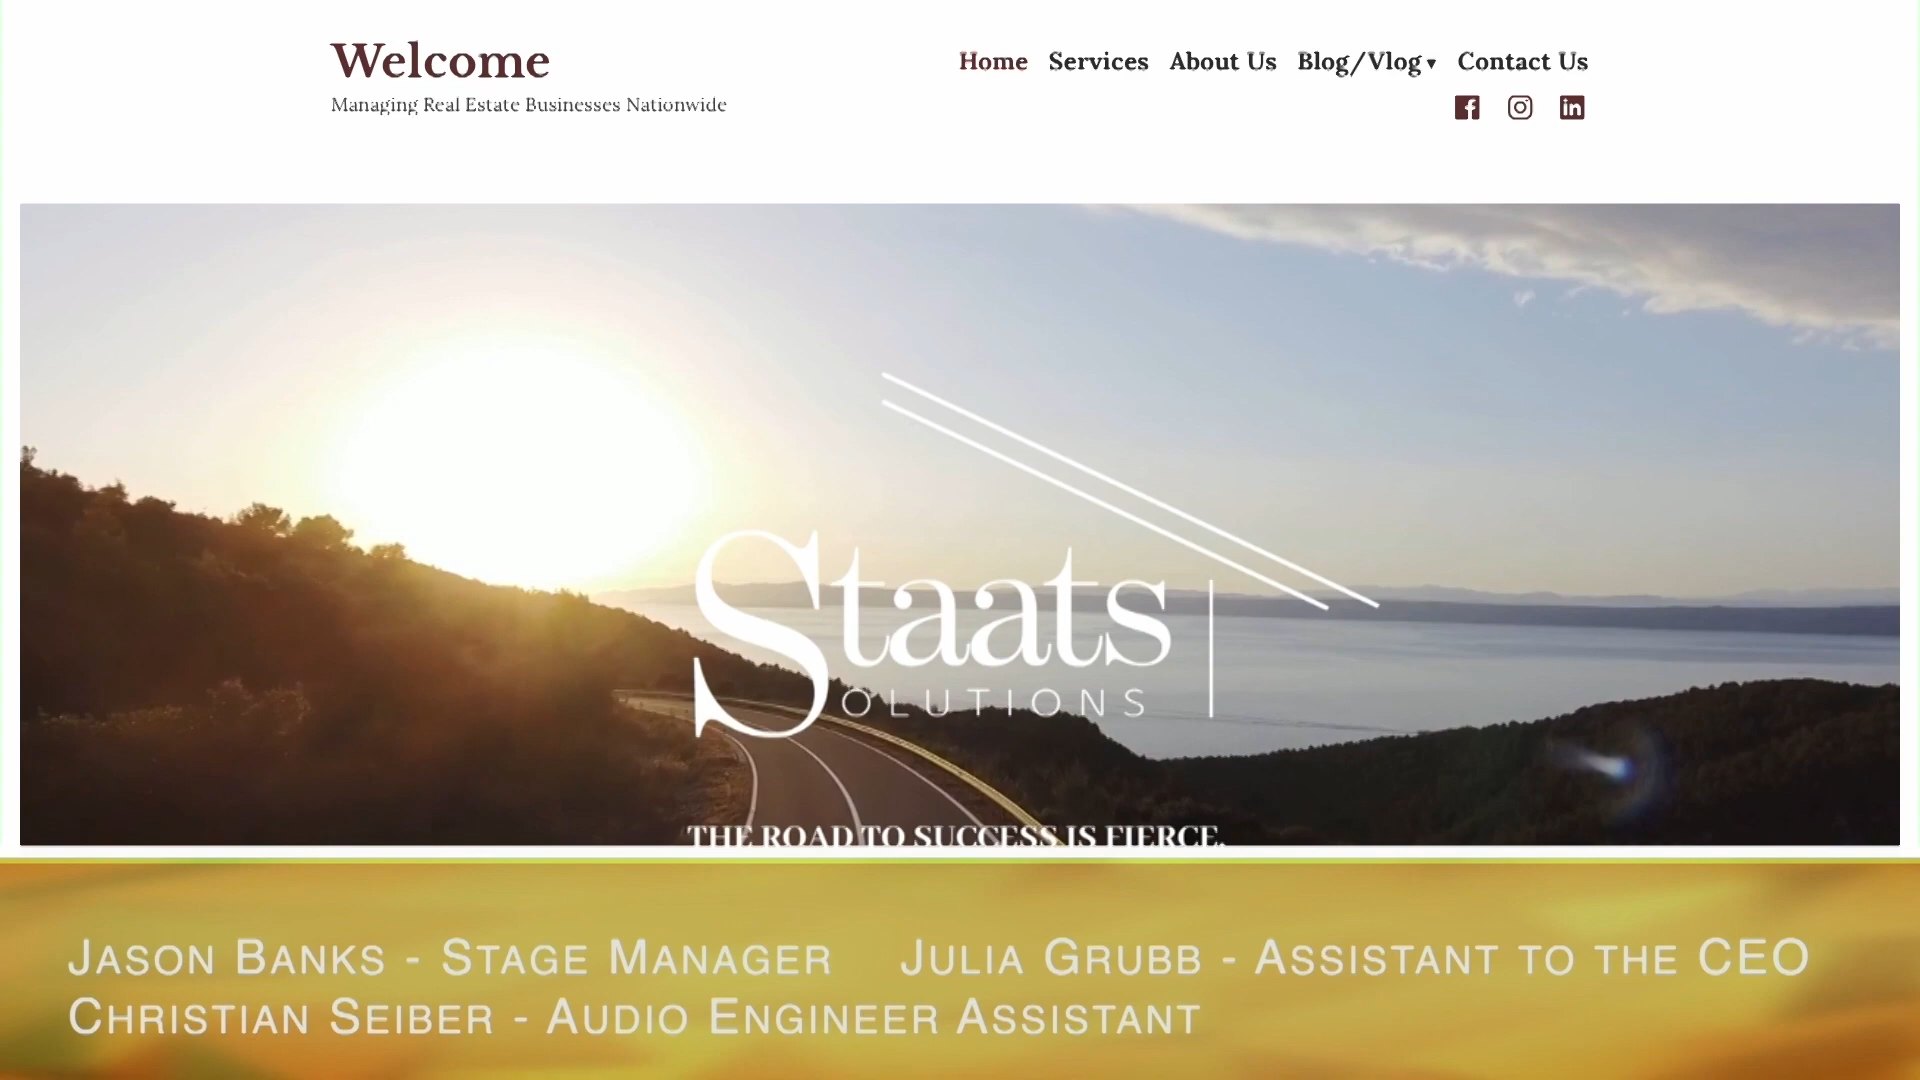 Welcome
Managing Real Estate Businesses Nationwide
Home Services About Us Blog/Vlog ▾ Contact Us
Staats
SOLUTIONS
THE ROAD TO SUCCESS IS FIERCE.
JASON BANKS - STAGE MANAGER JULIA GRUBB - ASSISTANT TO THE CEO
CHRISTIAN SEIBER - AUDIO ENGINEER ASSISTANT